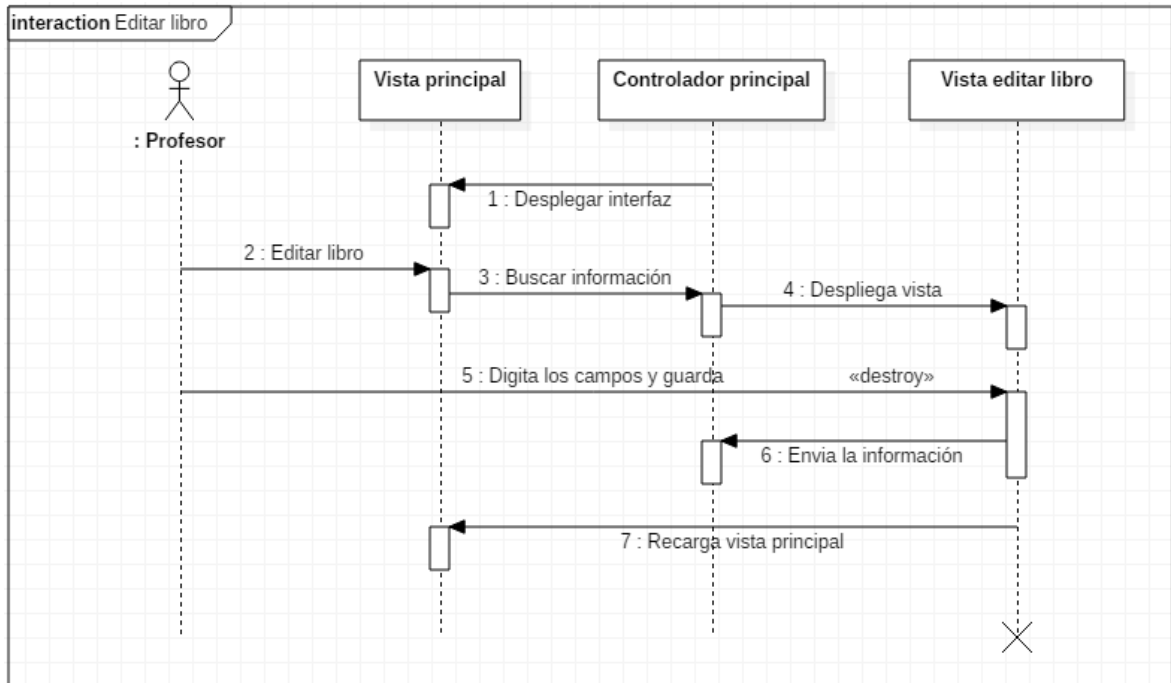 interaction Editar libro
Vista principal
Controlador principal
Vista editar libro
: Profesor
1 : Desplegar interfaz
2 : Editar libro
3 : Buscar información
4 : Despliega vista
5 : Digita los campos y guarda
«destroy»
6 : Envia la información
7 : Recarga vista principal